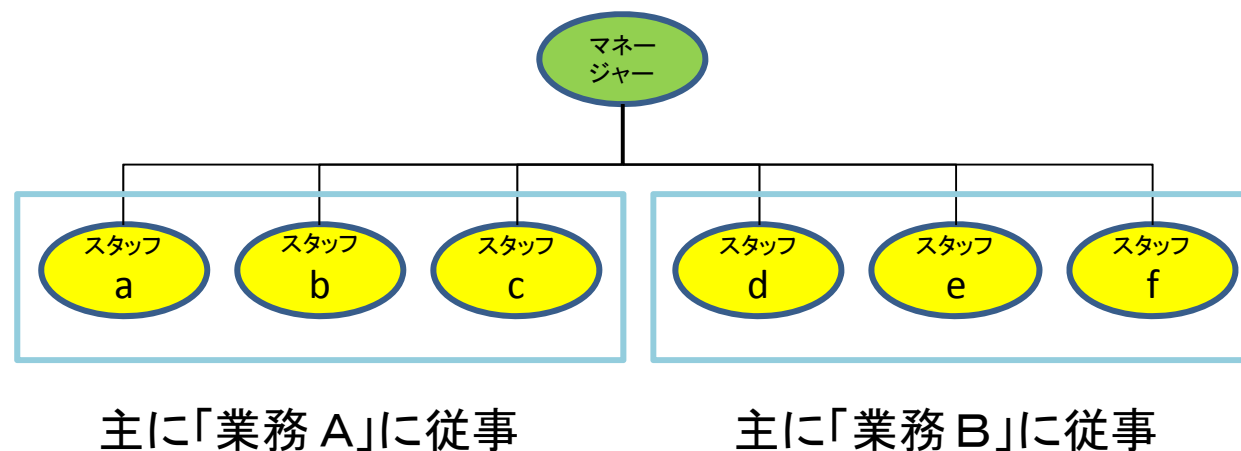 マネー
ジャー
スタッフ
a
スタッフ
b
スタッフ
c
スタッフ
d
スタッフ
e
スタッフ
f
主に「業務A」に従事
主に「業務B」に従事